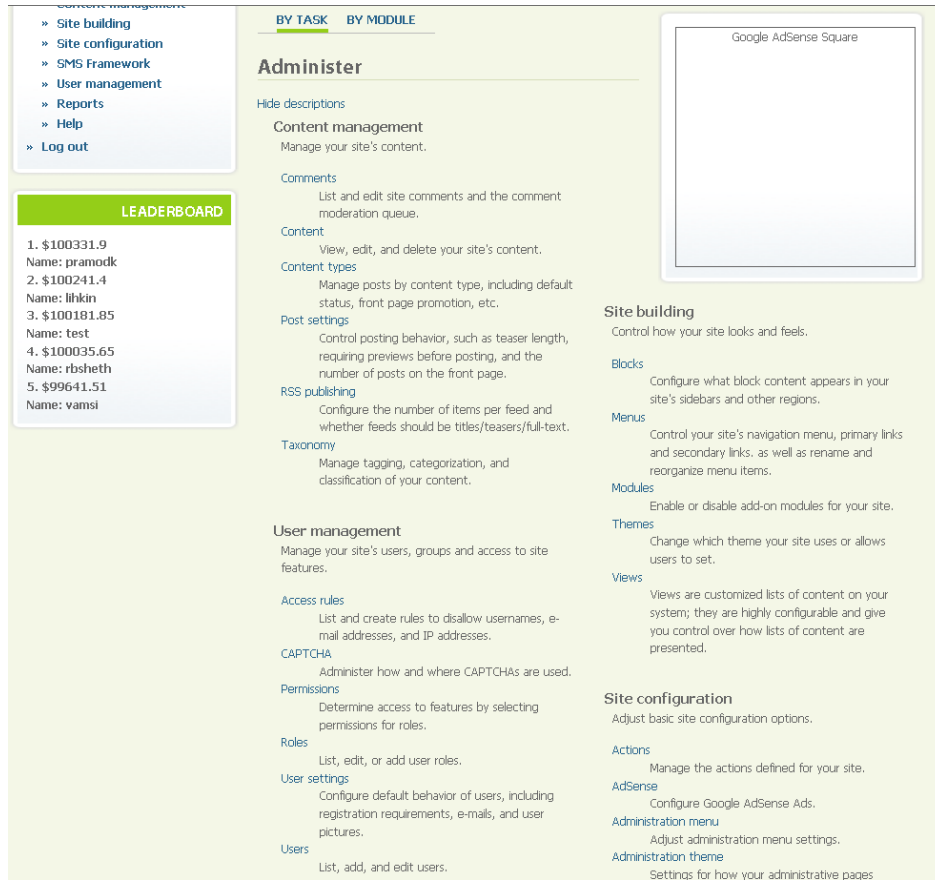 Content management
» Site building
» Site configuration
» SMS Framework
» User management
» Reports
» Help
» Log out
LEADERBOARD
1. $100331.9
Name: pramodk
2. $100241.4
Name: lihkin
3. $100181.85
Name: test
4. $100035.65
Name: rbsheth
5. $99641.51
Name: vamsi
BY TASK BY MODULE
Administer
Hide descriptions
Content management
Manage your site's content.
Comments
List and edit site comments and the comment
moderation queue.
Content
View, edit, and delete your site's content.
Content types
Manage posts by content type, including default
status, front page promotion, etc.
Post settings
Control posting behavior, such as teaser length,
requiring previews before posting, and the
number of posts on the front page.
RSS publishing
Configure the number of items per feed and
whether feeds should be titles/teasers/full-text.
Taxonomy
Manage tagging, categorization, and
classification of your content.
User management
Manage your site's users, groups and access to site
features.
Access rules
List and create rules to disallow usernames, e-
mail addresses, and IP addresses.
CAPTCHA
Administer how and where CAPTCHAs are used.
Permissions
Determine access to features by selecting
permissions for roles.
Roles
List, edit, or add user roles.
User settings
Configure default behavior of users, including
registration requirements, e-mails, and user
pictures.
Users
List, add, and edit users.
Google AdSense Square
Site building
Control how your site looks and feels.
Blocks
Configure what block content appears in your
site's sidebars and other regions.
Menus
Control your site's navigation menu, primary links
and secondary links. as well as rename and
reorganize menu items.
Modules
Enable or disable add-on modules for your site.
Themes
Change which theme your site uses or allows
users to set.
Views
Views are customized lists of content on your
system; they are highly configurable and give
you control over how lists of content are
presented.
Site configuration
Adjust basic site configuration options.
Actions
Manage the actions defined for your site.
AdSense
Configure Google AdSense Ads.
Administration menu
Adjust administration menu settings.
Administration theme
Settings for how your administrative pages